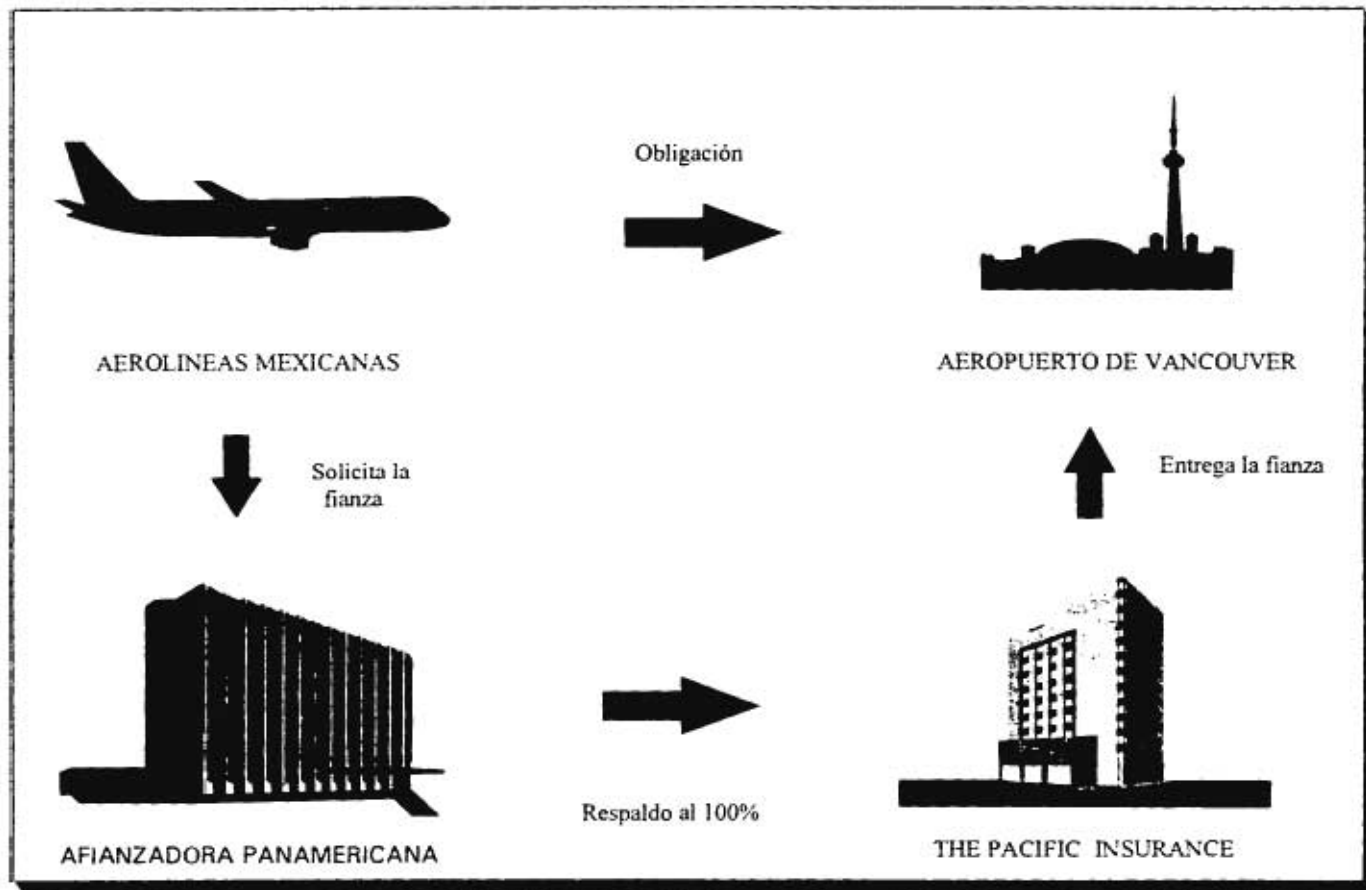 Obligación
AEROLINEAS MEXICANAS
AEROPUERTO DE VANCOUVER
Solicita la
fianza
Entrega la fianza
Respaldo al 100%
AFIANZADORA PANAMERICANA
THE PACIFIC INSURANCE